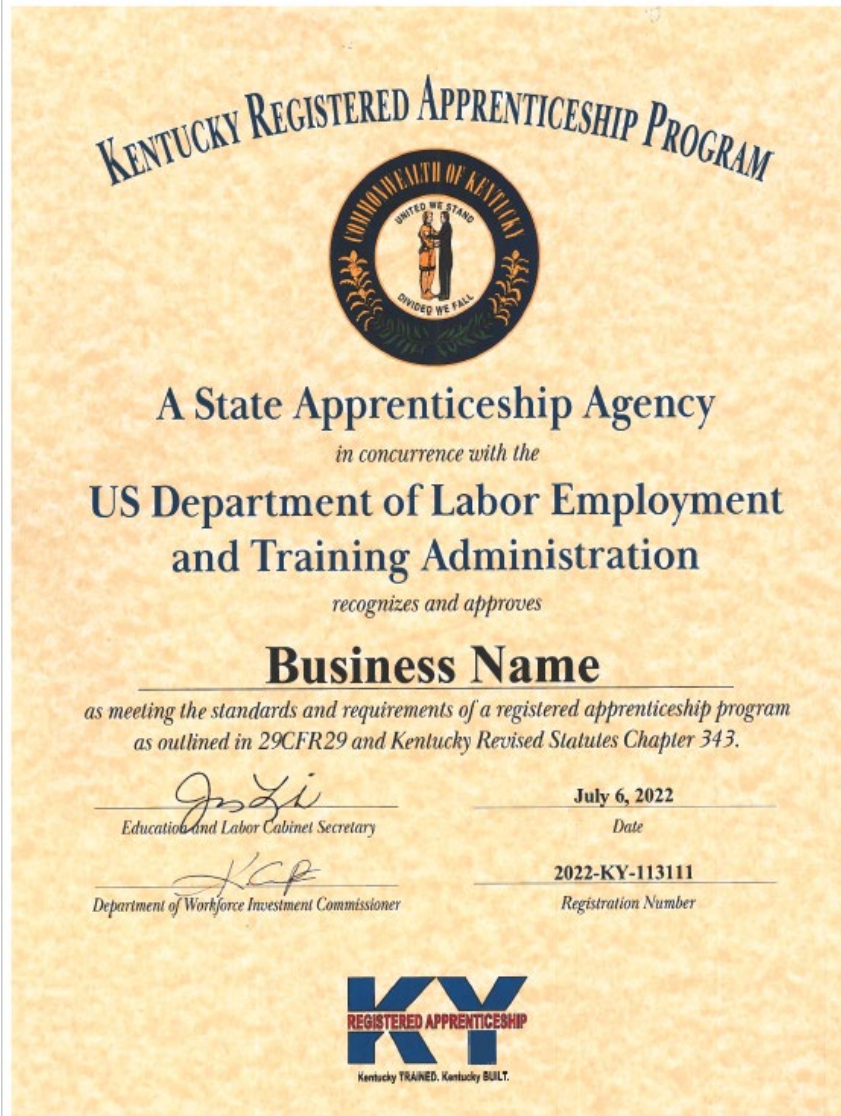 KENTUCKY REGISTERED APPRENTICESHIP PROGRAM
COMMONWEALTH OF KENTUCKY
UNITED WE STAND
DIVIDED WE FALL
A State Apprenticeship Agency
in concurrence with the
US Department of Labor Employment
and Training Administration
recognizes and approves
Business Name
as meeting the standards and requirements of a registered apprenticeship program
as outlined in 29CFR29 and Kentucky Revised Statutes Chapter 343.
Education and Labor Cabinet Secretary
July 6, 2022
Date
Department of Workforce Investment Commissioner
2022-KY-113111
Registration Number
KY
REGISTERED APPRENTICESHIP
Kentucky TRAINED. Kentucky BUILT.